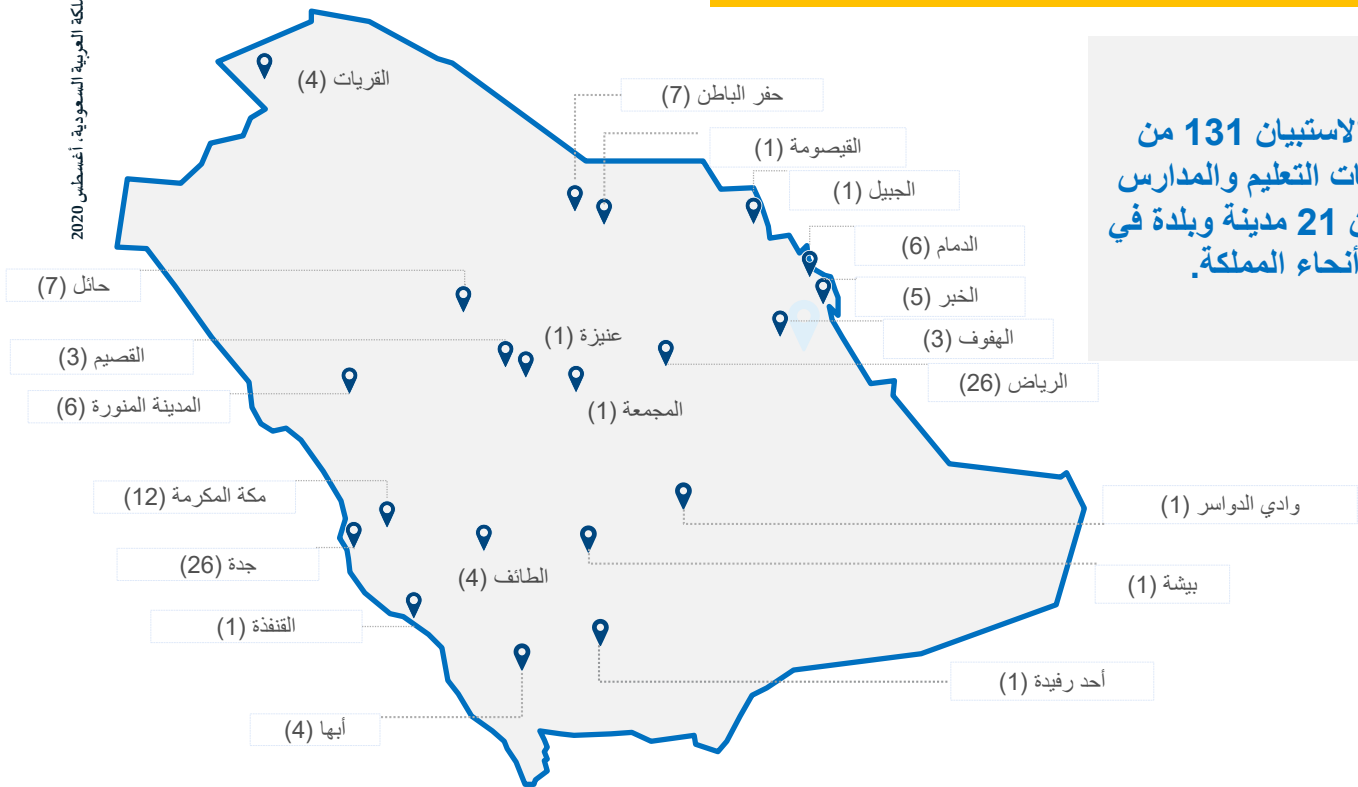 العربية السعودية، أغسطس 2020
القريات (4)
حفر الباطن (7)
القيصومة (1)
الجبيل (1)
الاستبيان 131 من
التعليم والمدارس
21 مدينة وبلدة في
أنحاء المملكة.
الدمام (6)
الخبر (5)
الهفوف (3)
الرياض (26)
حائل (7)
عنيزة (1)
القصيم (3)
المدينة المنورة (6)
المجمعة (1)
مكة المكرمة (12)
وادي الدواسر (1)
جدة (26)
الطائف (4)
بيشة (1)
القنفذة (1)
أحد رفيدة (1)
أبها (4)